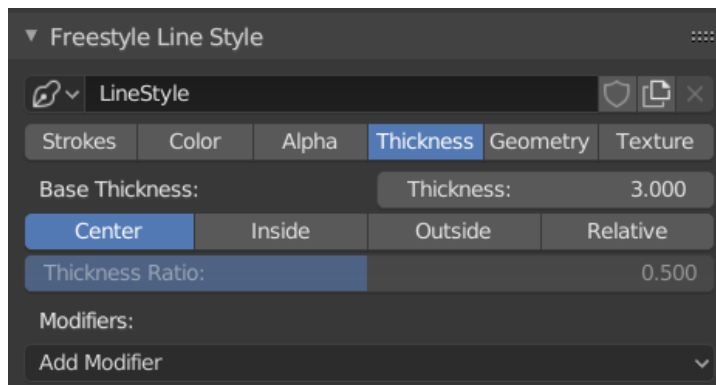 Freestyle Line Style
LineStyle
Strokes Color Alpha Thickness Geometry Texture
Base Thickness: Thickness: 3.000
Center Inside Outside Relative
Thickness Ratio: 0.500
Modifiers:
Add Modifier